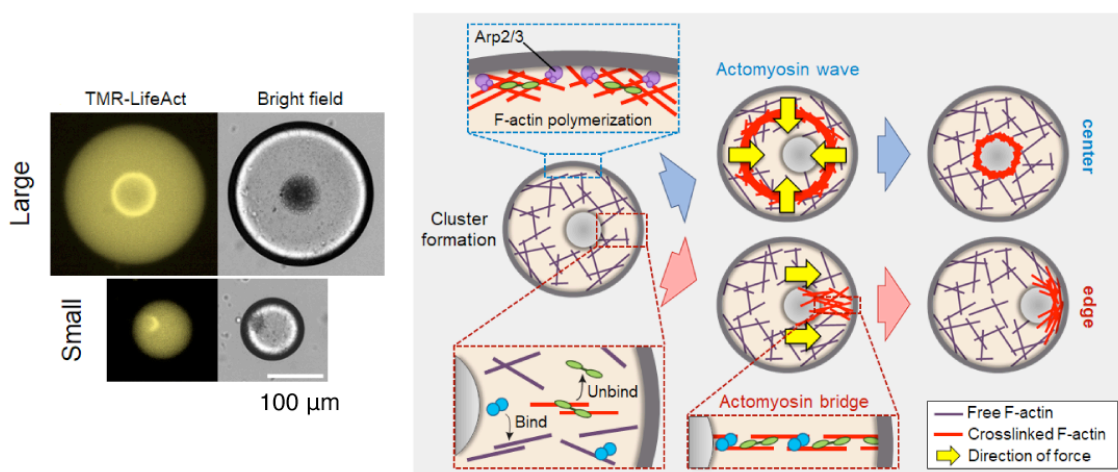 TMR-LifeAct
Bright field
Large
Small
100 µm
Arp2/3
F-actin polymerization
Actomyosin wave
center
Cluster
formation
edge
Unbind
Bind
Actomyosin bridge
Free F-actin
Crosslinked F-actin
Direction of force